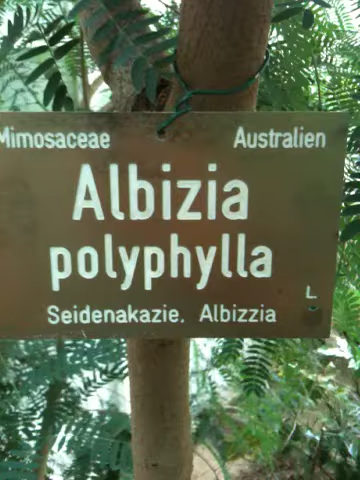 Mimosaceae Australien
Albizia
polyphylla
L.
Seidenakazie, Albizzia